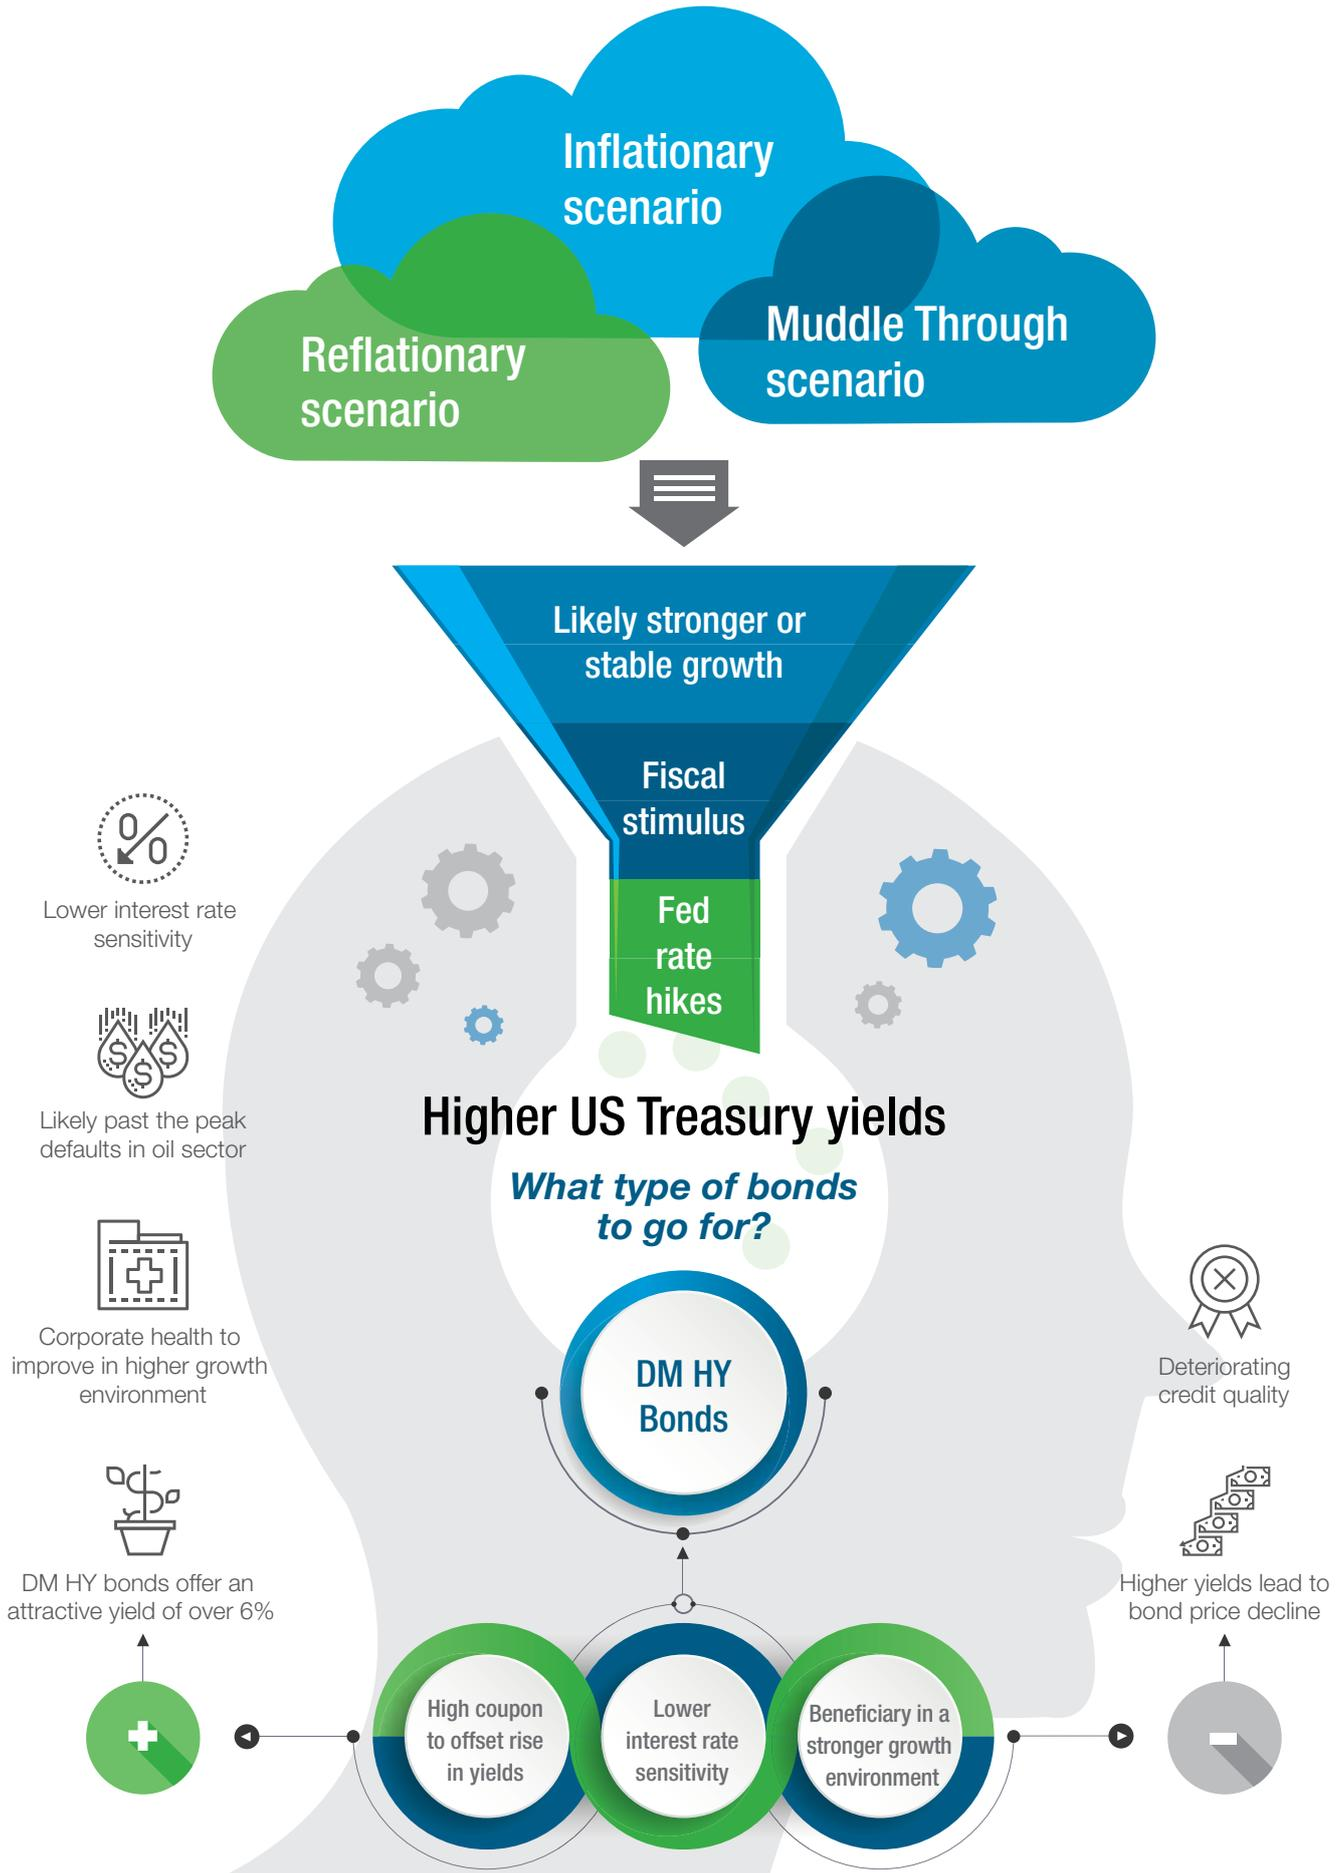 Inflationary
scenario
Reflationary
scenario
Muddle Through
scenario
Likely stronger or
stable growth
Fiscal
stimulus
Fed
rate
hikes
Higher US Treasury yields
What type of bonds
to go for?
DM HY
Bonds
Lower interest rate
sensitivity
Likely past the peak
defaults in oil sector
Corporate health to
improve in higher growth
environment
DM HY bonds offer an
attractive yield of over 6%
Deteriorating
credit quality
Higher yields lead to
bond price decline
High coupon
to offset rise
in yields
Lower
interest rate
sensitivity
Beneficiary in a
stronger growth
environment